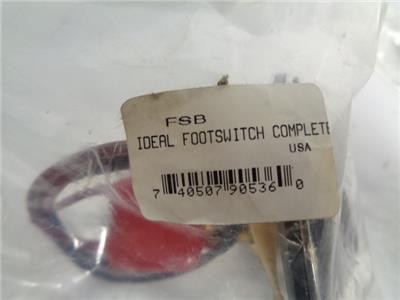 FSB
IDEAL FOOTSWITCH COMPLETE
USA
7 40507 90536 0